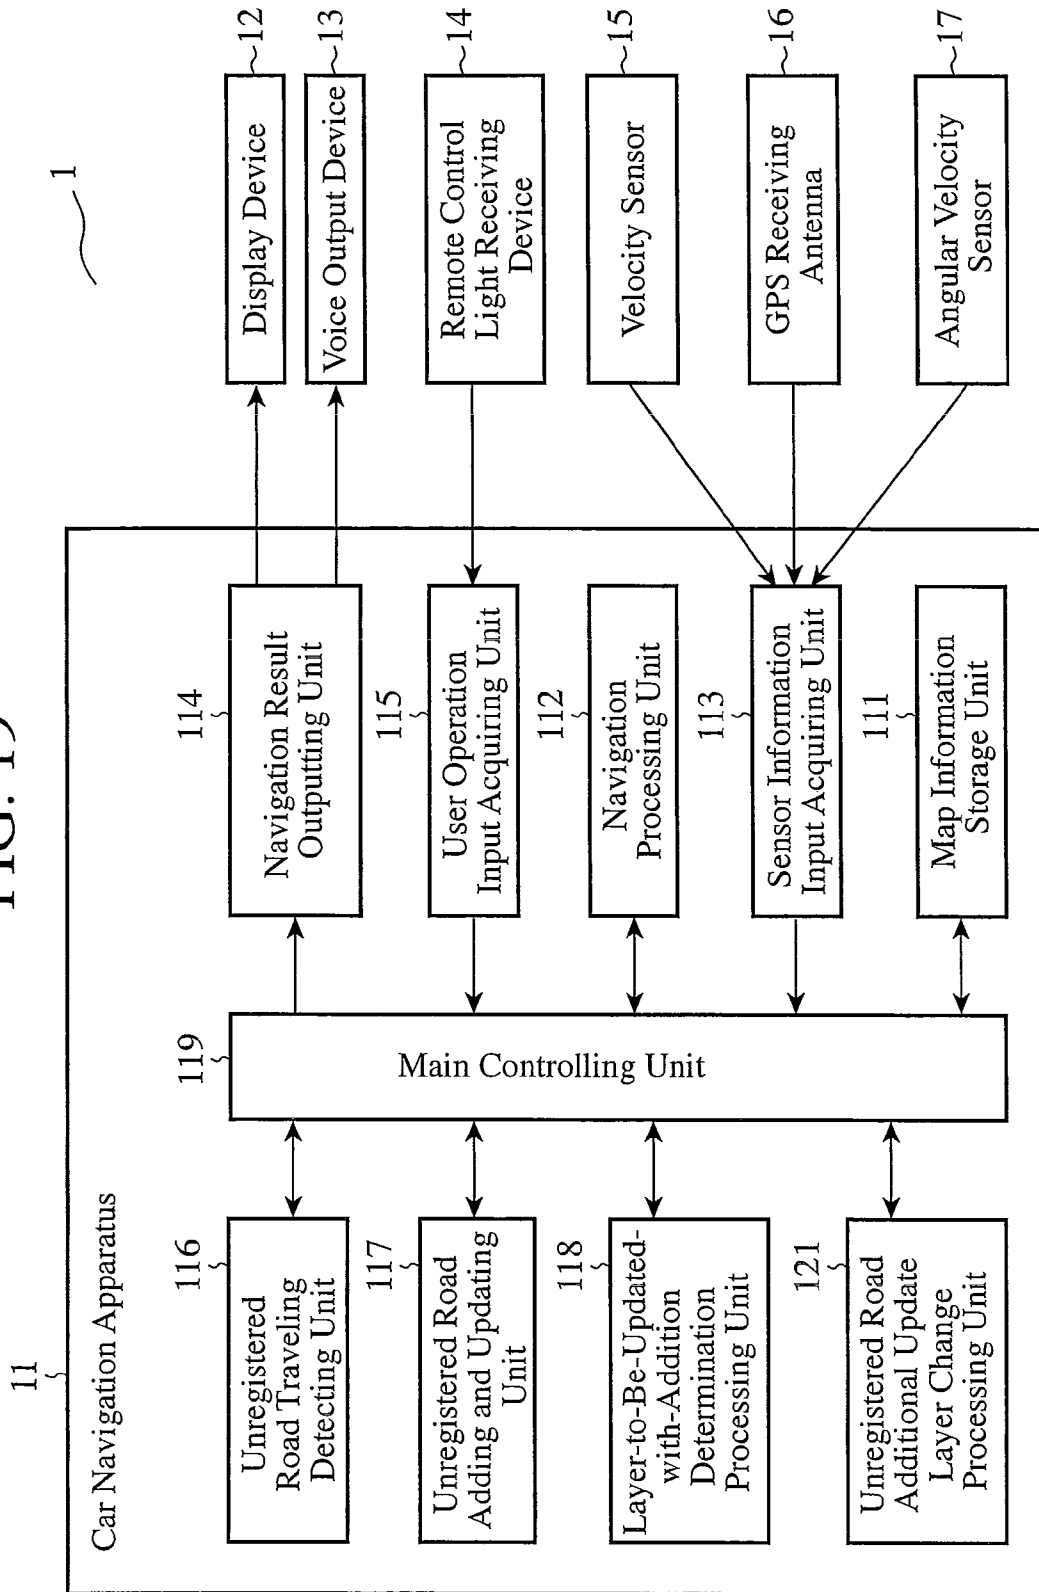 FIG.
1
11
Car Navigation Apparatus
116
Unregistered
Road Traveling
Detecting Unit
117
Unregistered Road
Adding and Updating
Unit
118
Layer-to-Be-Updated-
with-Addition
Determination
Processing Unit
121
Unregistered Road
Additional Update
Layer Change
Processing Unit
119
Main Controlling Unit
114
Navigation Result
Outputting Unit
115
User Operation
Input Acquiring Unit
112
Navigation
Processing Unit
113
Sensor Information
Input Acquiring Unit
111
Map Information
Storage Unit
12
Display Device
13
Voice Output Device
14
Remote Control
Light Receiving
Device
15
Velocity Sensor
16
GPS Receiving
Antenna
17
Angular Velocity
Sensor